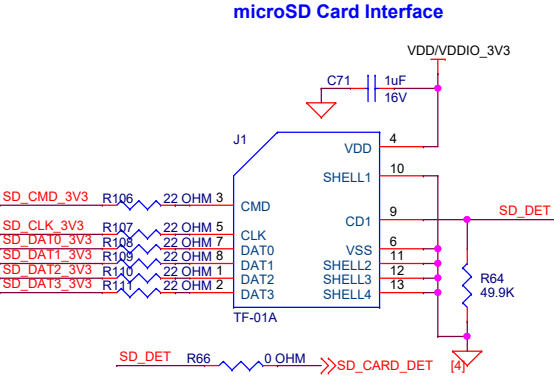 microSD Card Interface
VDD/VDDIO_3V3
C71 1uF
16V
J1
VDD 4
SHELL1 10
SD_CMD_3V3 R106 22 OHM 3 CMD
CD1 9 SD_DET
SD_CLK_3V3 R107 22 OHM 5 CLK
SD_DAT0_3V3 R108 22 OHM 7 DAT0
VSS 6
SD_DAT1_3V3 R109 22 OHM 8 DAT1
SHELL2 11
SD_DAT2_3V3 R110 22 OHM 1 DAT2
SHELL3 12
SD_DAT3_3V3 R111 22 OHM 2 DAT3
SHELL4 13
R64
49.9K
TF-01A
SD_DET R66 0 OHM SD_CARD_DET [4]